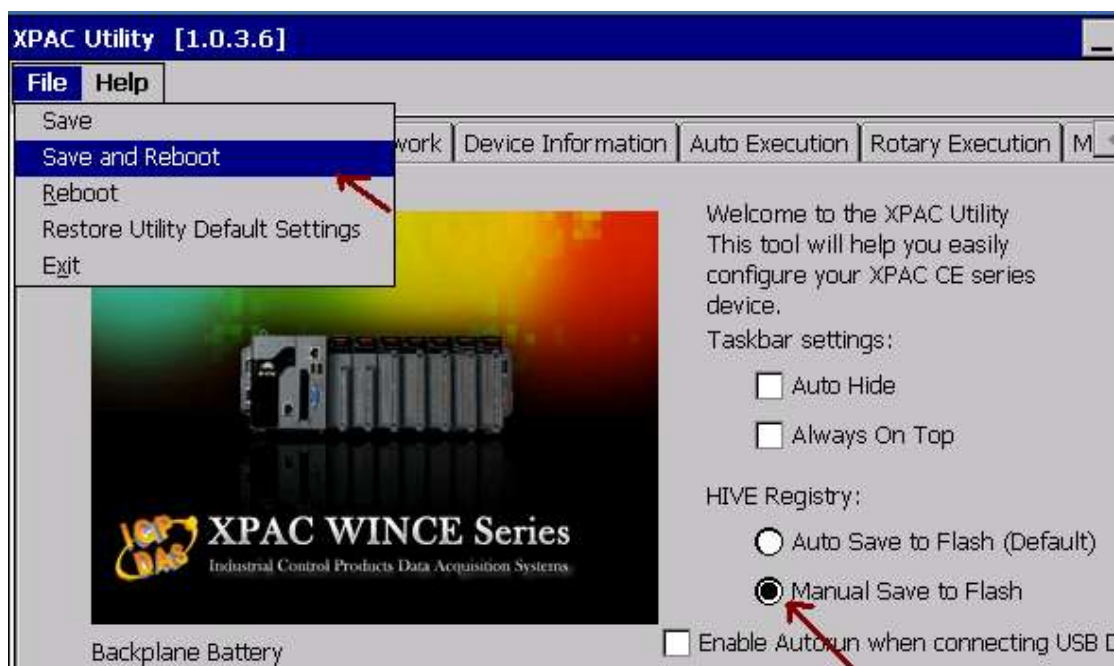 XPAC Utility [1.0.3.6]
File Help
Save
Save and Reboot
Reboot
Restore Utility Default Settings
Exit
work Device Information Auto Execution Rotary Execution M
Welcome to the XPAC Utility
This tool will help you easily
configure your XPAC CE series
device.
Taskbar settings:
Auto Hide
Always On Top
HIVE Registry:
Auto Save to Flash (Default)
Manual Save to Flash
Enable Autorun when connecting USB D
ICP
DAS
XPAC WINCE Series
Industrial Control Products Data Acquisition Systems
Backplane Battery